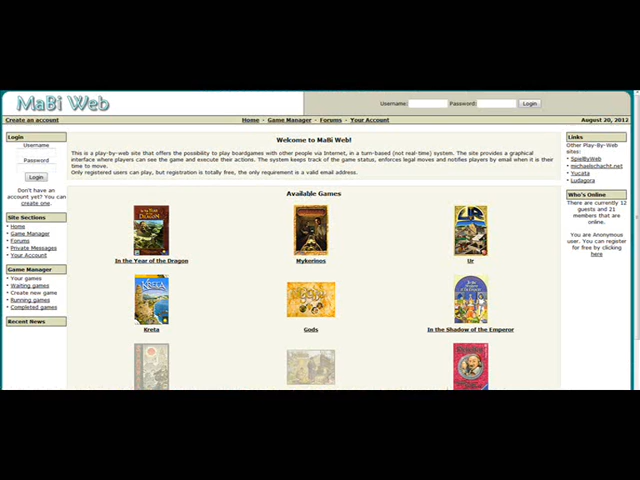 MaBi Web
Username: Password: Login
Create an account
Home - Game Manager - Forums - Your Account
August 20, 2012
Login
Username
Password
Login
Don't have an
account yet? You can
create one.
Site Sections
• Home
• Game Manager
• Forums
• Private Messages
• Your Account
Game Manager
• Your games
• Waiting games
• Create new game
• Running games
• Completed games
Recent News
Welcome to MaBi Web!
This is a play-by-web site that offers the possibility to play boardgames with other people via Internet, in a turn-based (not real-time) system. The site provides a graphical
interface where players can see the game and execute their actions. The system keeps track of the game status, enforces legal moves and notifies players by email when it is their
time to move.
Only registered users can play, but registration is totally free, the only requirement is a valid email address.
Available Games
In the Year of the Dragon
Mykerinos
UR
Ur
KRETA
Kreta
Gods
In the Shadow of the Emperor
Links
Other Play-By-Web
sites:
• SpielByWeb
• michaelschacht.net
• Yucata
• Ludagora
Who's Online
There are currently 12
guests and 21
members that are
online.
You are Anonymous
user. You can register
for free by clicking
here